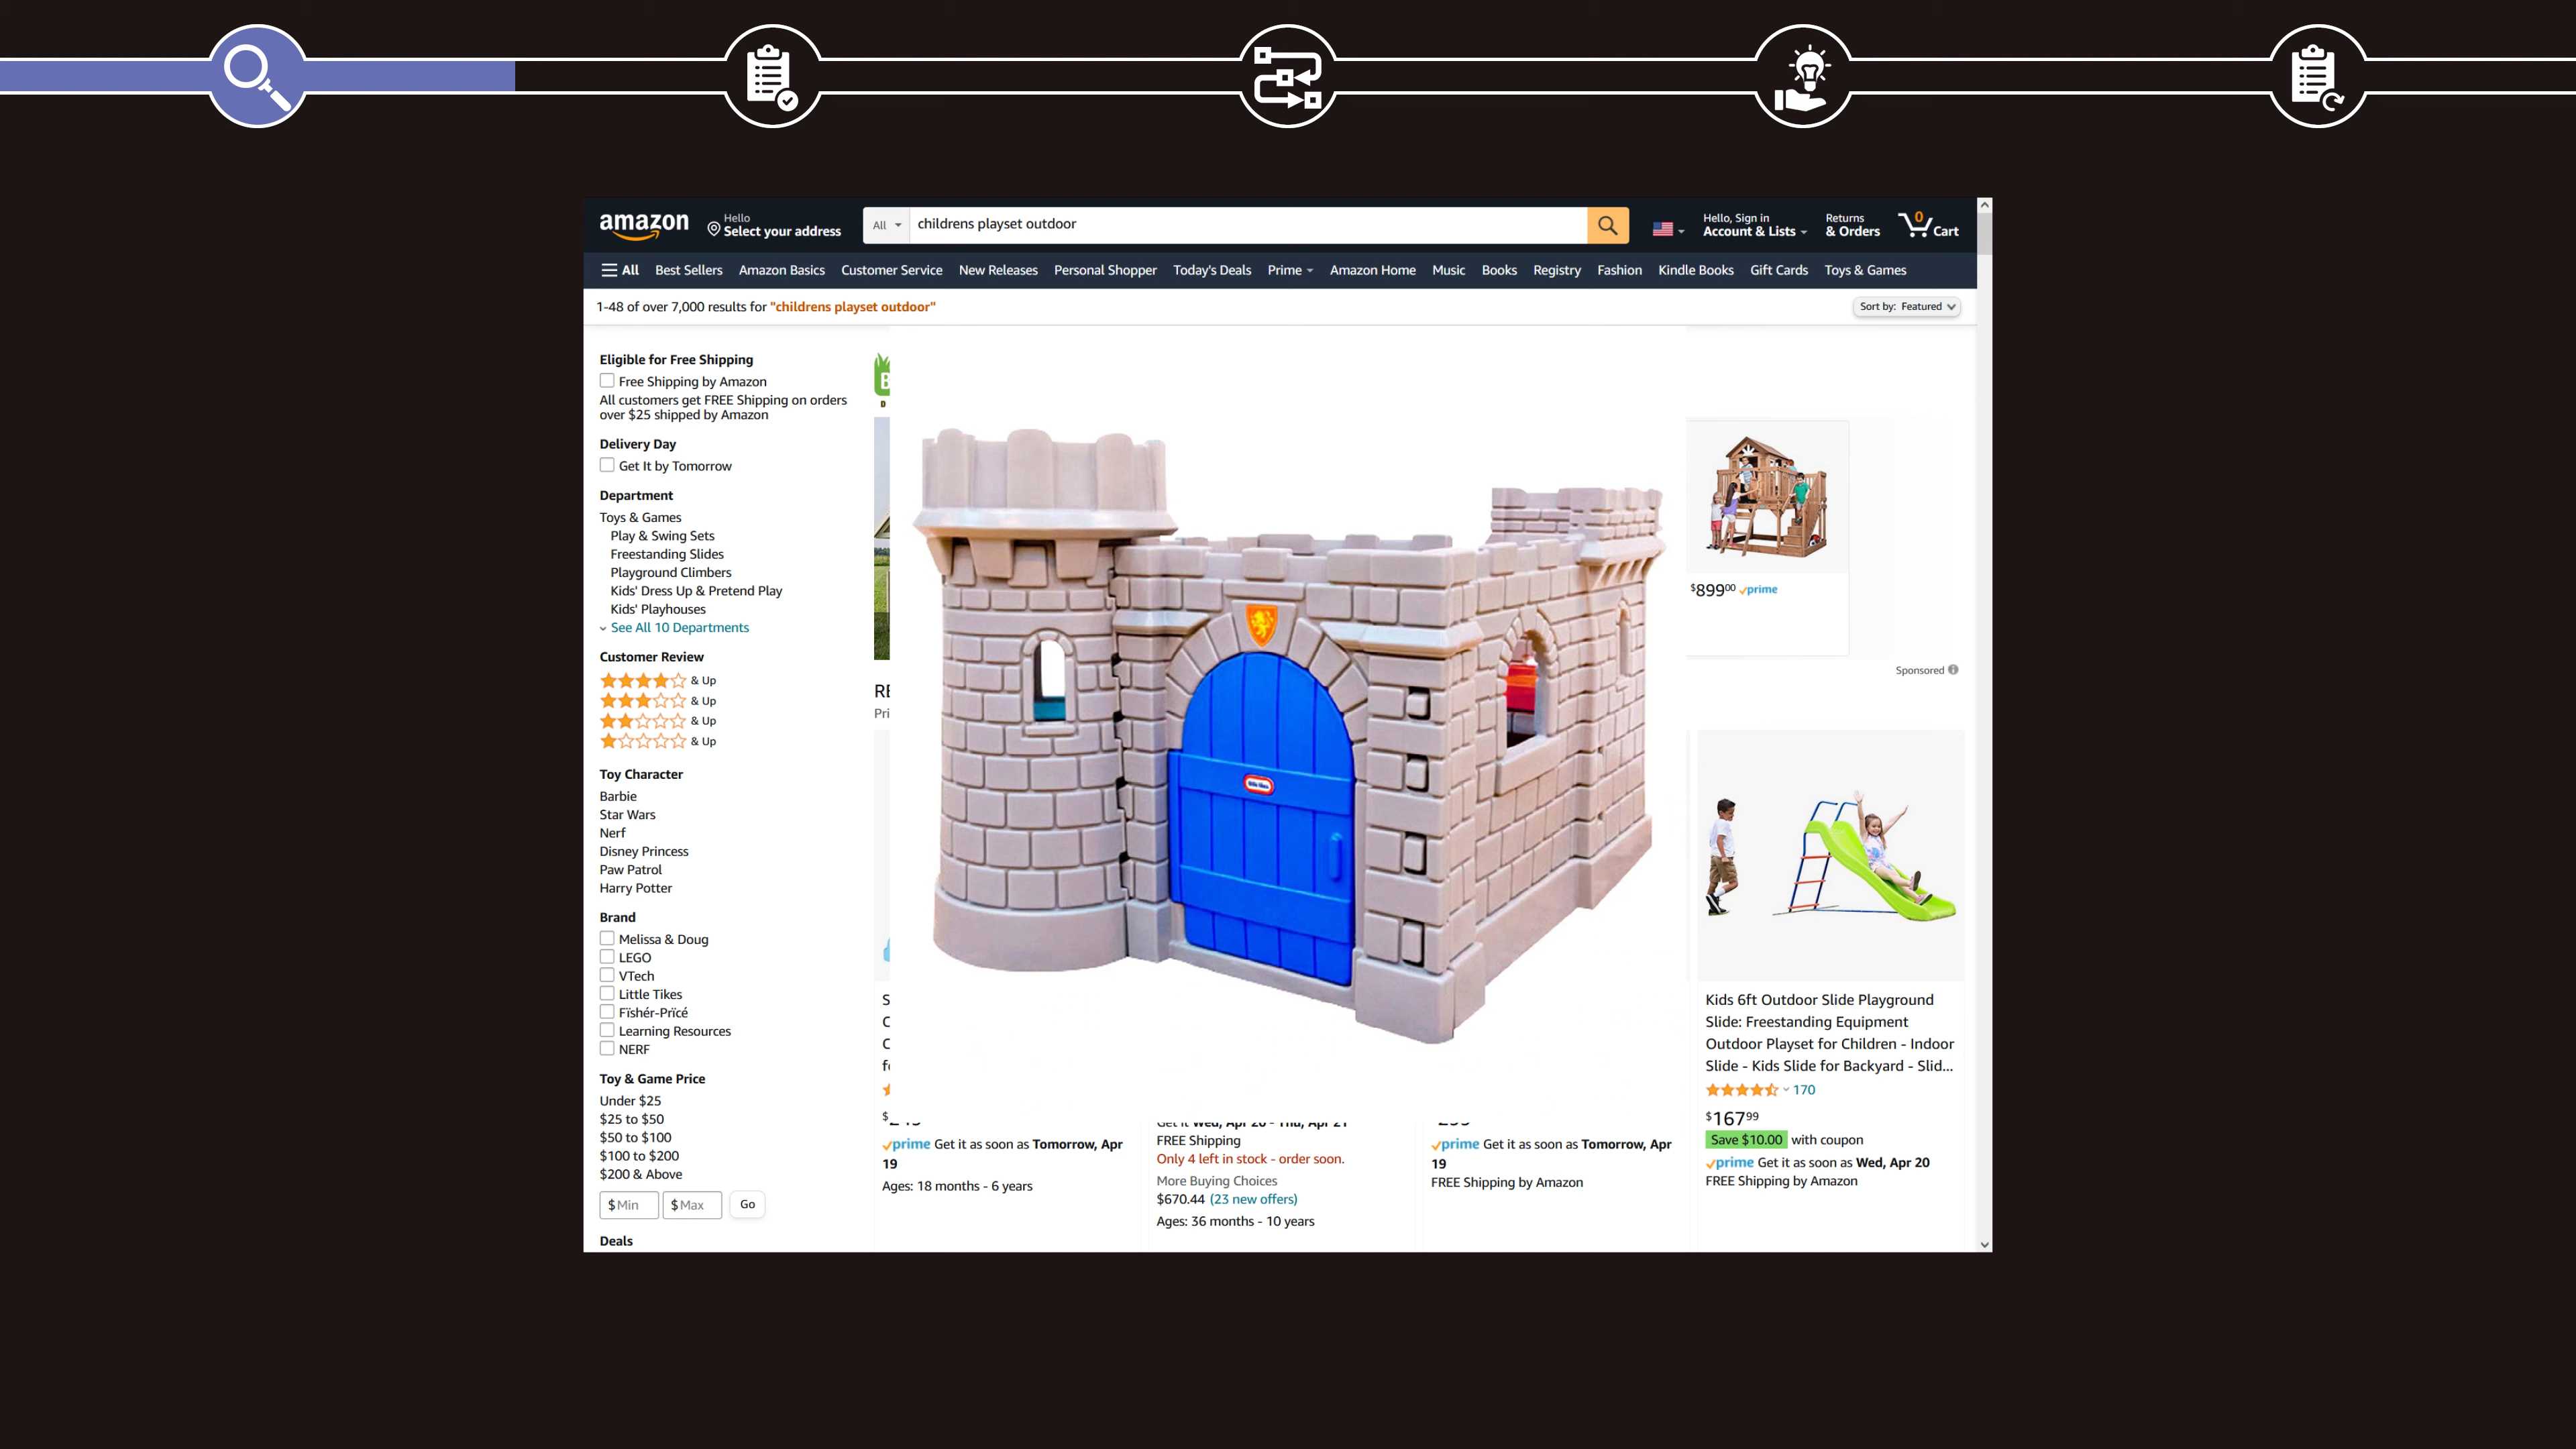 amazon
Hello
Select your address
All
childrens playset outdoor
Hello, Sign in
Account & Lists
Returns
& Orders
0
Cart
All
Best Sellers
Amazon Basics
Customer Service
New Releases
Personal Shopper
Today's Deals
Prime
Amazon Home
Music
Books
Registry
Fashion
Kindle Books
Gift Cards
Toys & Games
1-48 of over 7,000 results for "childrens playset outdoor"
Sort by: Featured
Eligible for Free Shipping
Free Shipping by Amazon
All customers get FREE Shipping on orders
over $25 shipped by Amazon
Delivery Day
Get It by Tomorrow
Department
Toys & Games
Play & Swing Sets
Freestanding Slides
Playground Climbers
Kids' Dress Up & Pretend Play
Kids' Playhouses
See All 10 Departments
Customer Review
& Up
& Up
& Up
& Up
Toy Character
Barbie
Star Wars
Nerf
Disney Princess
Paw Patrol
Harry Potter
Brand
Melissa & Doug
LEGO
VTech
Little Tikes
Fïshér-Prïcé
Learning Resources
NERF
Toy & Game Price
Under $25
$25 to $50
$50 to $100
$100 to $200
$200 & Above
$ Min
$ Max
Go
Deals
$899.00 prime
Sponsored
prime Get it as soon as Tomorrow, Apr
19
Ages: 18 months - 6 years
Get it Wed, Apr 20 - Thu, Apr 21
FREE Shipping
Only 4 left in stock - order soon.
More Buying Choices
$670.44 (23 new offers)
Ages: 36 months - 10 years
prime Get it as soon as Tomorrow, Apr
19
FREE Shipping by Amazon
Kids 6ft Outdoor Slide Playground
Slide: Freestanding Equipment
Outdoor Playset for Children - Indoor
Slide - Kids Slide for Backyard - Slid...
170
$167.99
Save $10.00 with coupon
prime Get it as soon as Wed, Apr 20
FREE Shipping by Amazon